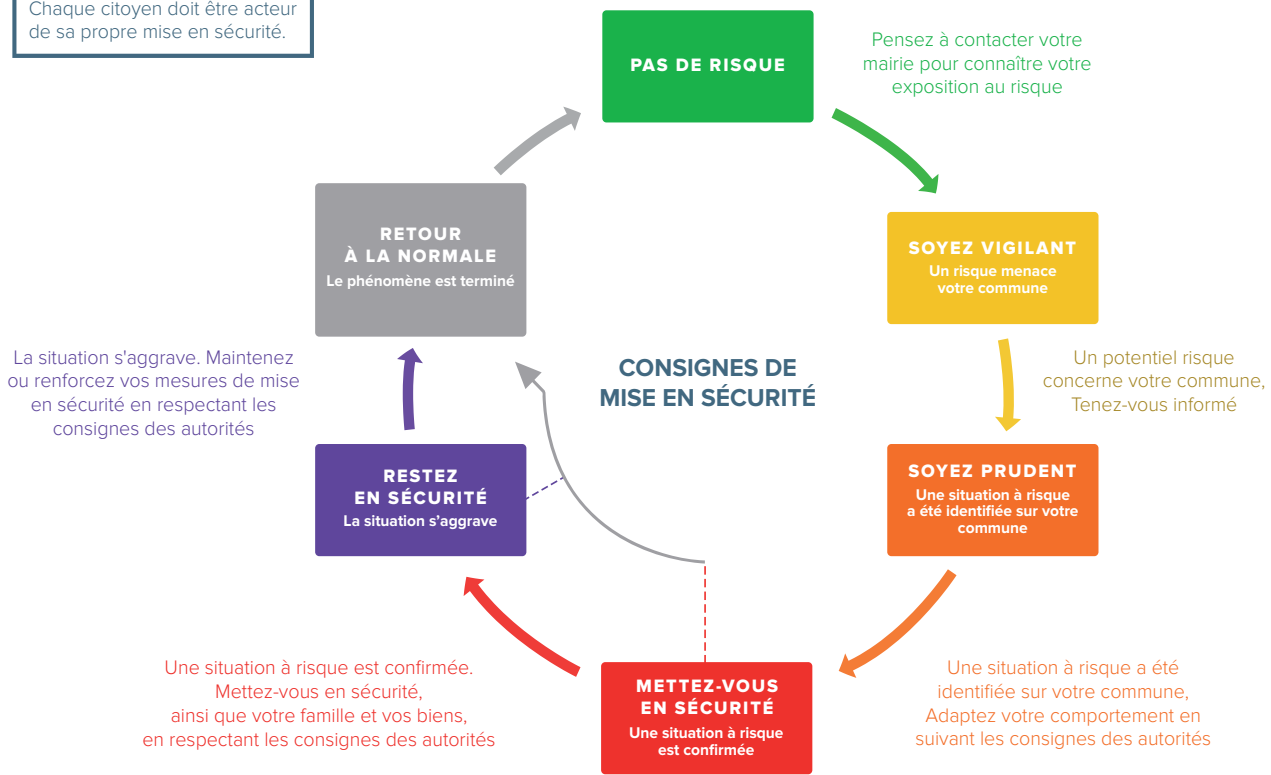 Chaque citoyen doit être acteur
de sa propre mise en sécurité.
PAS DE RISQUE
Pensez à contacter votre
mairie pour connaître votre
exposition au risque
RETOUR
À LA NORMALE
Le phénomène est terminé
SOYEZ VIGILANT
Un risque menace
votre commune
La situation s'aggrave. Maintenez
ou renforcez vos mesures de mise
en sécurité en respectant les
consignes des autorités
CONSIGNES DE
MISE EN SÉCURITÉ
Un potentiel risque
concerne votre commune,
Tenez-vous informé
RESTEZ
EN SÉCURITÉ
La situation s'aggrave
SOYEZ PRUDENT
Une situation à risque
a été identifiée sur votre
commune
Une situation à risque est confirmée.
Mettez-vous en sécurité,
ainsi que votre famille et vos biens,
en respectant les consignes des autorités
METTEZ-VOUS
EN SÉCURITÉ
Une situation à risque
est confirmée
Une situation à risque a été
identifiée sur votre commune,
Adaptez votre comportement en
suivant les consignes des autorités